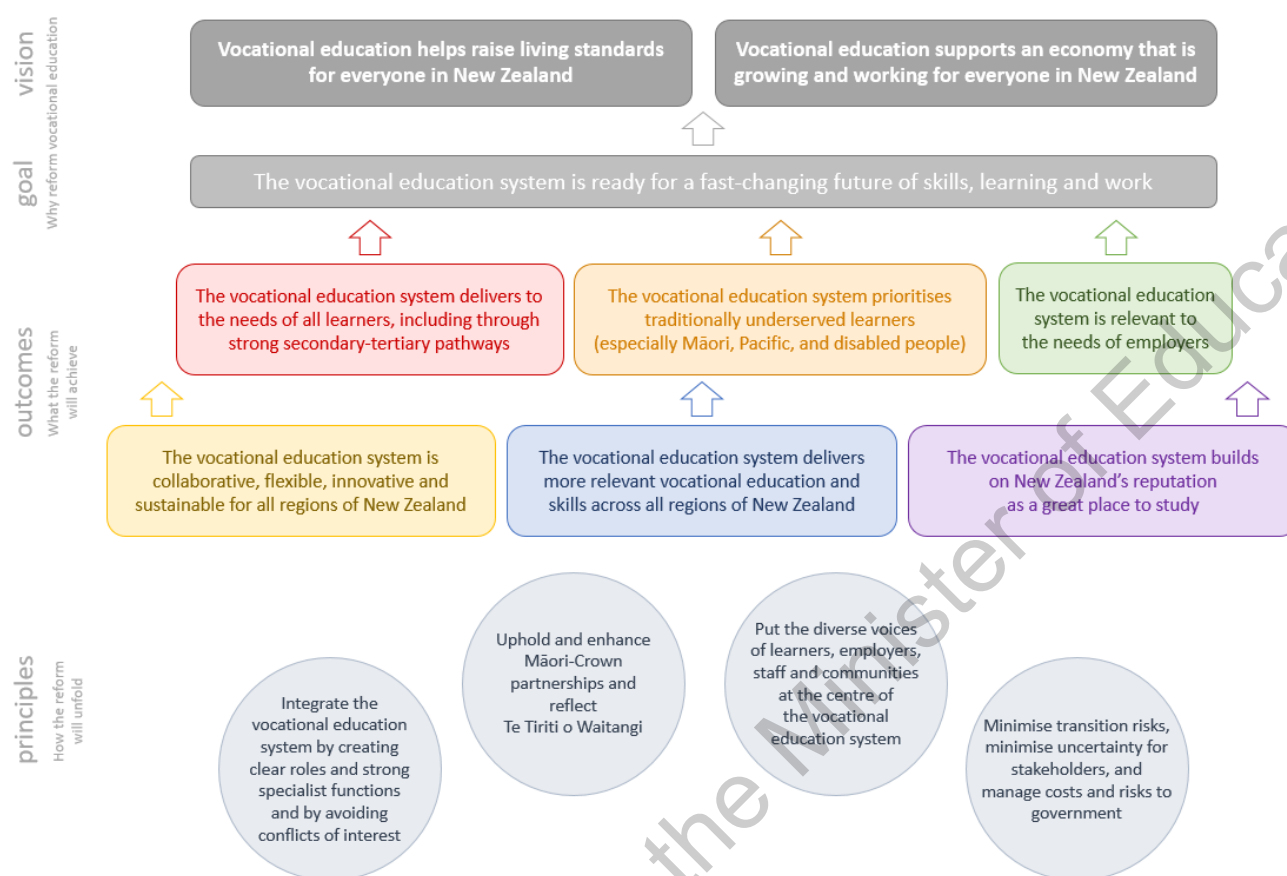 vision
Why reform vocational education
goal
Vocational education helps raise living standards
for everyone in New Zealand
Vocational education supports an economy that is
growing and working for everyone in New Zealand
The vocational education system is ready for a fast-changing future of skills, learning and work
outcomes
What the reform
will achieve
The vocational education system delivers to
the needs of all learners, including through
strong secondary-tertiary pathways
The vocational education system prioritises
traditionally underserved learners
(especially Māori, Pacific, and disabled people)
The vocational education
system is relevant to
the needs of employers
The vocational education system is
collaborative, flexible, innovative and
sustainable for all regions of New Zealand
The vocational education system delivers
more relevant vocational education and
skills across all regions of New Zealand
The vocational education system builds
on New Zealand’s reputation
as a great place to study
principles
How the reform
will unfold
Integrate the
vocational education
system by creating
clear roles and strong
specialist functions
and by avoiding
conflicts of interest
Uphold and enhance
Māori-Crown
partnerships and
reflect
Te Tiriti o Waitangi
Put the diverse voices
of learners, employers,
staff and communities
at the centre of
the vocational
education system
Minimise transition risks,
minimise uncertainty for
stakeholders, and
manage costs and risks to
government
the Minister of Educa